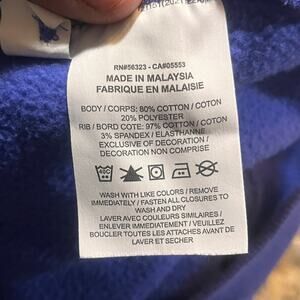 RN#56323 - CA#05553
MADE IN MALAYSIA
FABRIQUE EN MALAISIE
BODY / CORPS: 80% COTTON / COTON
20% POLYESTER
RIB / BORD COTE: 97% COTTON / COTON
3% SPANDEX / ELASTHANNE
EXCLUSIVE OF DECORATION /
DECORATION NON COMPRISE
40C
WASH WITH LIKE COLORS / REMOVE
IMMEDIATELY / FASTEN ALL CLOSURES TO
WASH AND DRY
LAVER AVEC COULEURS SIMILAIRES /
ENLEVER IMMEDIATEMENT / VEUILLEZ
BOUCLER TOUTES LES ATTACHES AVANT DE
LAVER ET SECHER